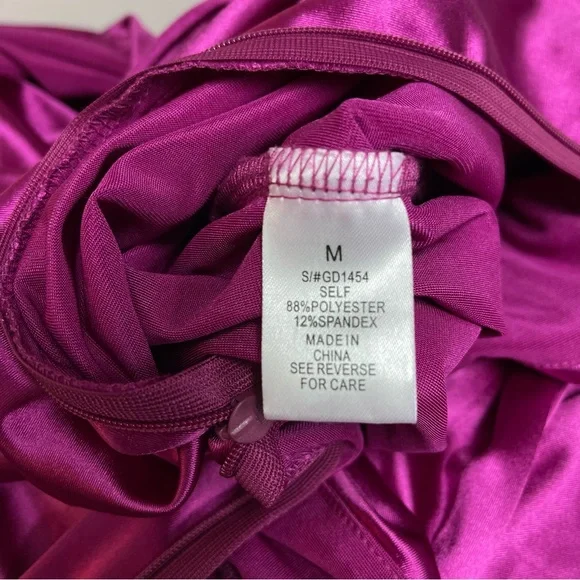 M
S/#GD1454
SELF
88%POLYESTER
12%SPANDEX
MADE IN
CHINA
SEE REVERSE
FOR CARE